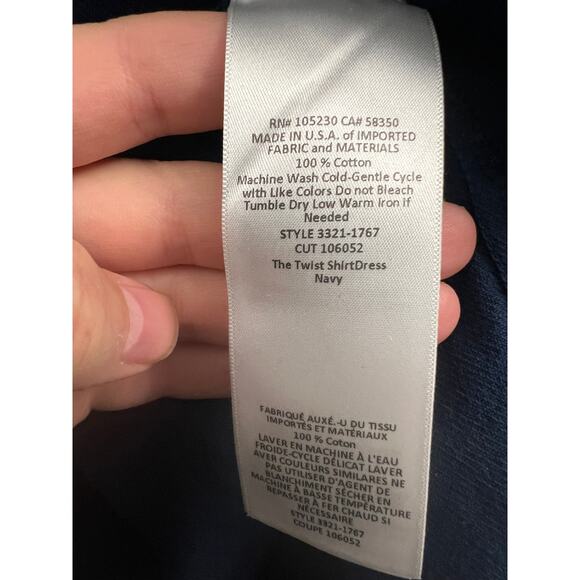 RN# 105230 CA# 58350
MADE IN U.S.A. of IMPORTED
FABRIC and MATERIALS
100 % Cotton
Machine Wash Cold-Gentle Cycle
with Like Colors Do not Bleach
Tumble Dry Low Warm Iron if
Needed
STYLE 3321-1767
CUT 106052
The Twist ShirtDress
Navy
FABRIQUÉ AUXÉ.-U DU TISSU
IMPORTÉS ET MATÉRIAUX
100 % Coton
LAVER EN MACHINE À L'EAU
FROIDE-CYCLE DÉLICAT LAVER
AVER COULEURS SIMILAIRES NE
PAS UTILISER D'AGENT DE
BLANCHIMENT SÉCHER EN
MACHINE À BASSE TEMPÉRATURE
REPASSER À FER CHAUD SI
NÉCESSAIRE
STYLE 3321-1767
COUPE 106052